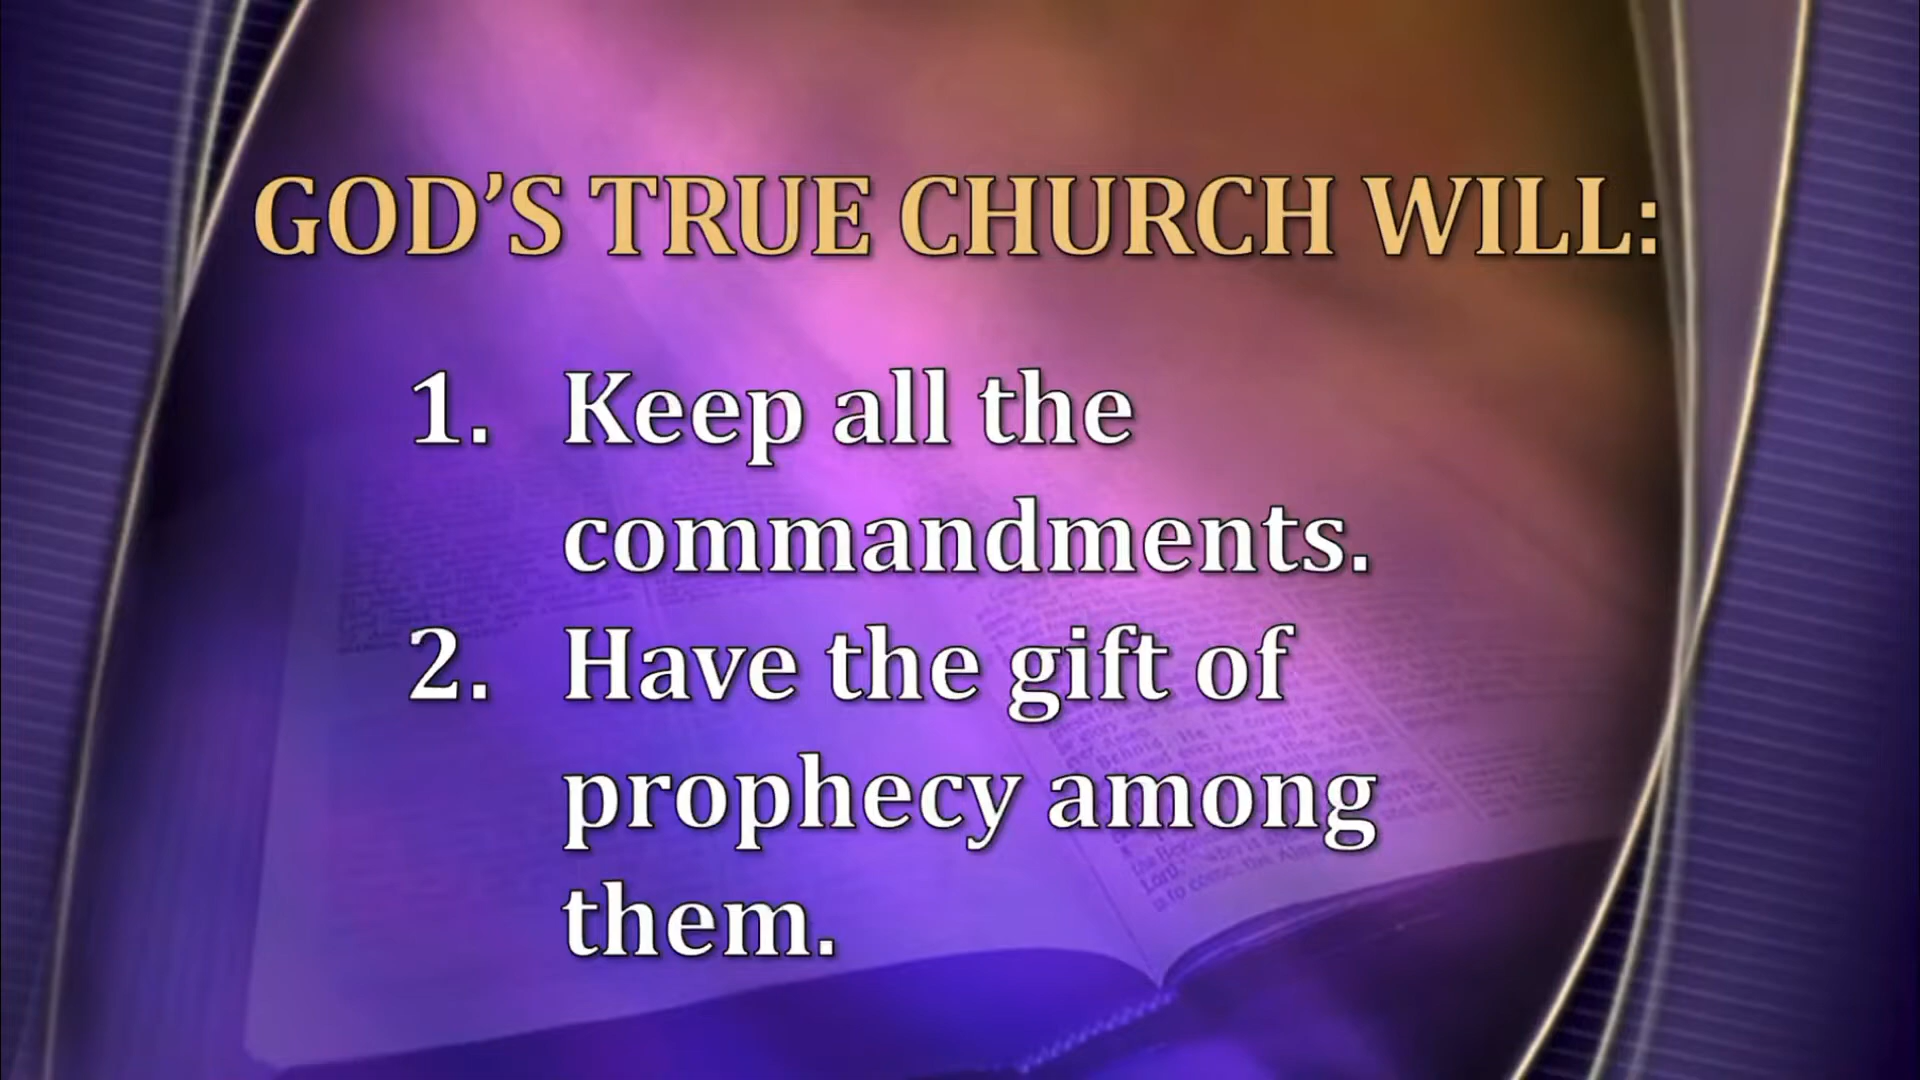 GOD’S TRUE CHURCH WILL:
1. Keep all the
commandments.
2. Have the gift of
prophecy among
them.